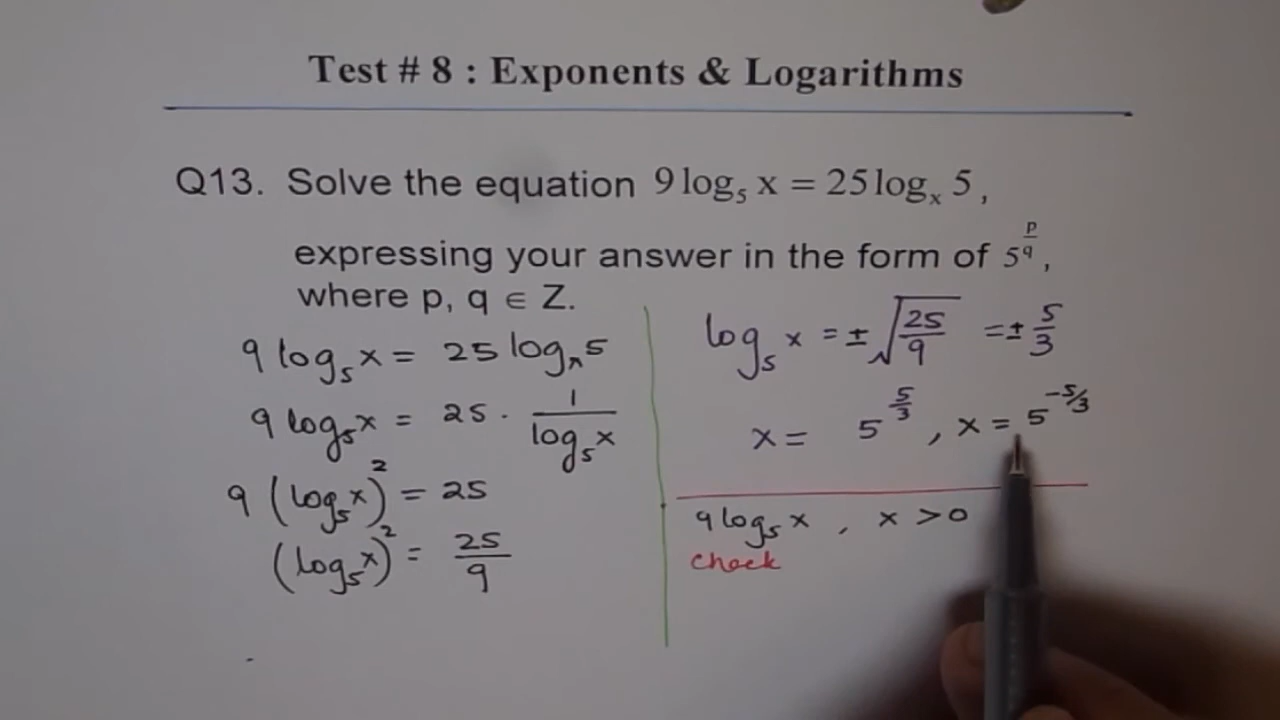 Test # 8 : Exponents & Logarithms
Q13. Solve the equation 9 log₅ x = 25 logₓ 5 ,
expressing your answer in the form of 5^(p/q) ,
where p, q ∈ Z.
9 log₅ x = 25 logₓ 5
9 log₅ x = 25 · 1/(log₅ x)
9 (log₅ x)² = 25
(log₅ x)² = 25/9
log₅ x = ± √(25/9) = ± 5/3
x = 5^(5/3) , x = 5^(-5/3)
9 log₅ x , x > 0
Check